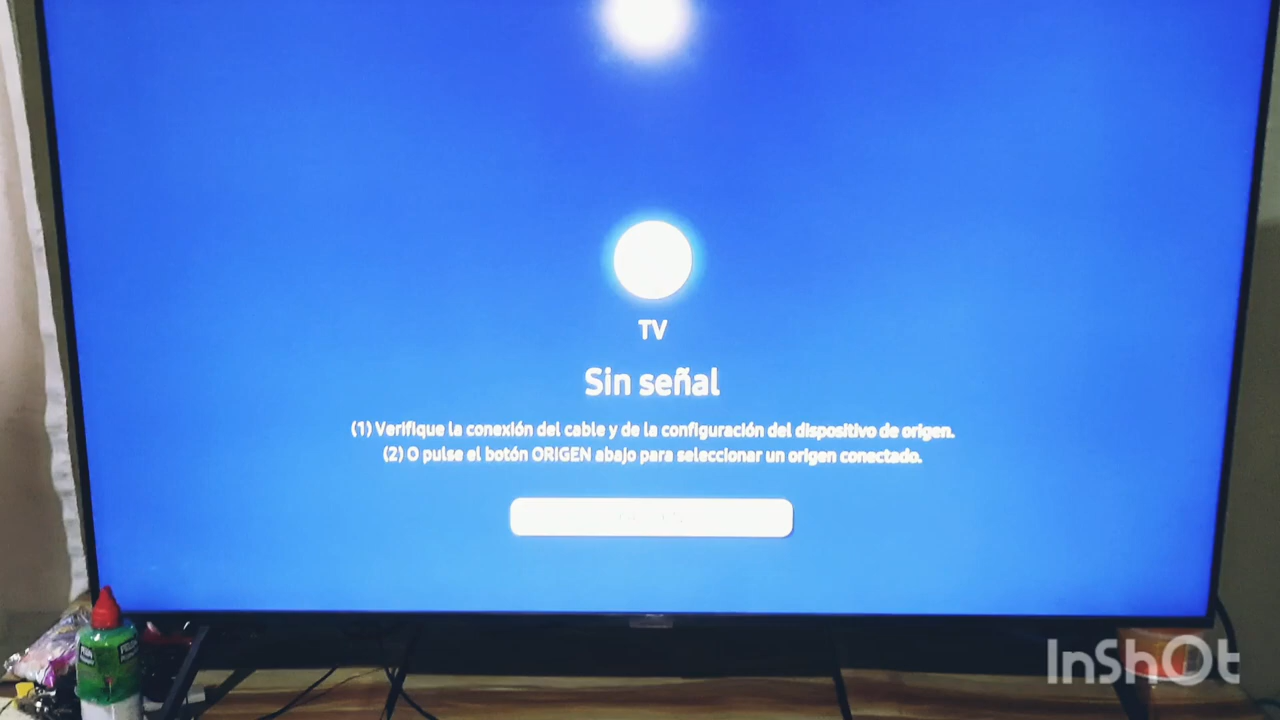 TV
Sin señal
(1) Verifique la conexión del cable y de la configuración del dispositivo de origen.
(2) O pulse el botón ORIGEN abajo para seleccionar un origen conectado.
InShOt